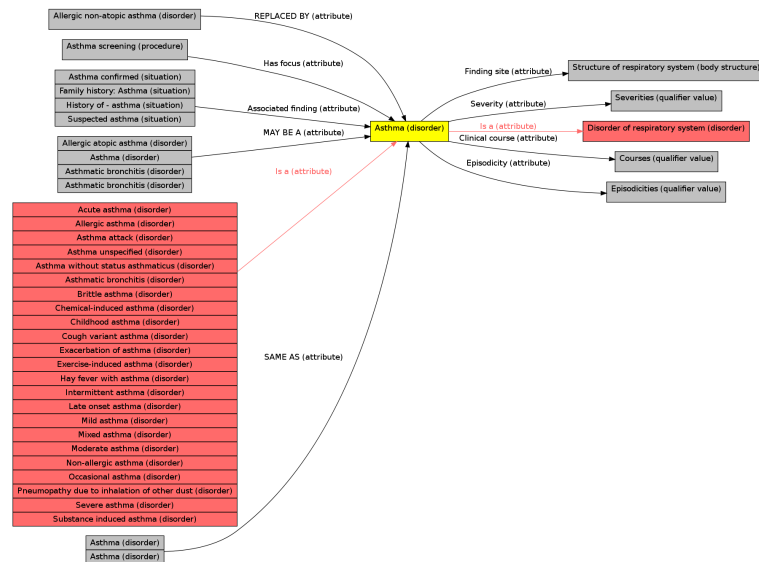 Allergic non-atopic asthma (disorder)
REPLACED BY (attribute)
Asthma screening (procedure)
Has focus (attribute)
Asthma confirmed (situation)
Family history: Asthma (situation)
History of - asthma (situation)
Suspected asthma (situation)
Associated finding (attribute)
Allergic atopic asthma (disorder)
Asthma (disorder)
Asthmatic bronchitis (disorder)
Asthmatic bronchitis (disorder)
MAY BE A (attribute)
Acute asthma (disorder)
Allergic asthma (disorder)
Asthma attack (disorder)
Asthma unspecified (disorder)
Asthma without status asthmaticus (disorder)
Asthmatic bronchitis (disorder)
Brittle asthma (disorder)
Chemical-induced asthma (disorder)
Childhood asthma (disorder)
Cough variant asthma (disorder)
Exacerbation of asthma (disorder)
Exercise-induced asthma (disorder)
Hay fever with asthma (disorder)
Intermittent asthma (disorder)
Late onset asthma (disorder)
Mild asthma (disorder)
Mixed asthma (disorder)
Moderate asthma (disorder)
Non-allergic asthma (disorder)
Occasional asthma (disorder)
Pneumopathy due to inhalation of other dust (disorder)
Severe asthma (disorder)
Substance induced asthma (disorder)
Is a (attribute)
Asthma (disorder)
Asthma (disorder)
SAME AS (attribute)
Asthma (disorder)
Finding site (attribute)
Structure of respiratory system (body structure)
Severity (attribute)
Severities (qualifier value)
Is a (attribute)
Disorder of respiratory system (disorder)
Clinical course (attribute)
Courses (qualifier value)
Episodicity (attribute)
Episodicities (qualifier value)